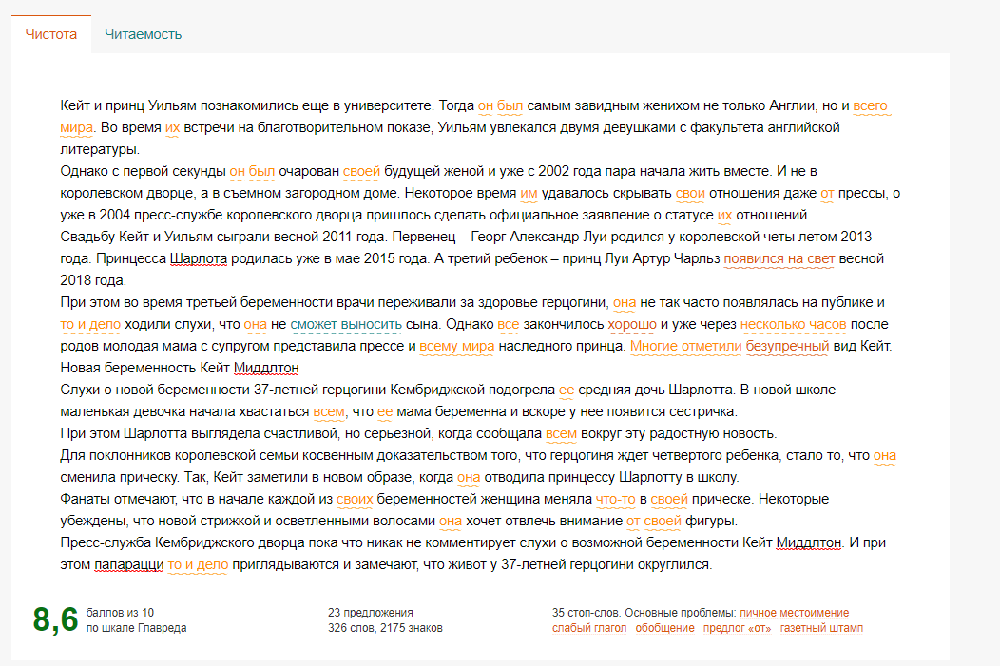 Чистота Читаемость
Кейт и принц Уильям познакомились еще в университете. Тогда он был самым завидным женихом не только Англии, но и всего
мира. Во время их встречи на благотворительном показе, Уильям увлекался двумя девушками с факультета английской
литературы.
Однако с первой секунды он был очарован своей будущей женой и уже с 2002 года пара начала жить вместе. И не в
королевском дворце, а в съемном загородном доме. Некоторое время им удавалось скрывать свои отношения даже от прессы, о
уже в 2004 пресс-службе королевского дворца пришлось сделать официальное заявление о статусе их отношений.
Свадьбу Кейт и Уильям сыграли весной 2011 года. Первенец – Георг Александр Луи родился у королевской четы летом 2013
года. Принцесса Шарлота родилась уже в мае 2015 года. А третий ребенок – принц Луи Артур Чарльз появился на свет весной
2018 года.
При этом во время третьей беременности врачи переживали за здоровье герцогини, она не так часто появлялась на публике и
то и дело ходили слухи, что она не сможет выносить сына. Однако все закончилось хорошо и уже через несколько часов после
родов молодая мама с супругом представила прессе и всему мира наследного принца. Многие отметили безупречный вид Кейт.
Новая беременность Кейт Миддлтон
Слухи о новой беременности 37-летней герцогини Кембриджской подогрела ее средняя дочь Шарлотта. В новой школе
маленькая девочка начала хвастаться всем, что ее мама беременна и вскоре у нее появится сестричка.
При этом Шарлотта выглядела счастливой, но серьезной, когда сообщала всем вокруг эту радостную новость.
Для поклонников королевской семьи косвенным доказательством того, что герцогиня ждет четвертого ребенка, стало то, что она
сменила прическу. Так, Кейт заметили в новом образе, когда она отводила принцессу Шарлотту в школу.
Фанаты отмечают, что в начале каждой из своих беременностей женщина меняла что-то в своей прическе. Некоторые
убеждены, что новой стрижкой и осветленными волосами она хочет отвлечь внимание от своей фигуры.
Пресс-служба Кембриджского дворца пока что никак не комментирует слухи о возможной беременности Кейт Миддлтон. И при
этом папарацци то и дело приглядываются и замечают, что живот у 37-летней герцогини округлился.
8,6 баллов из 10 23 предложения 35 стоп-слов. Основные проблемы: личное местоимение
по шкале Главреда 326 слов, 2175 знаков слабый глагол обобщение предлог «от» газетный штамп